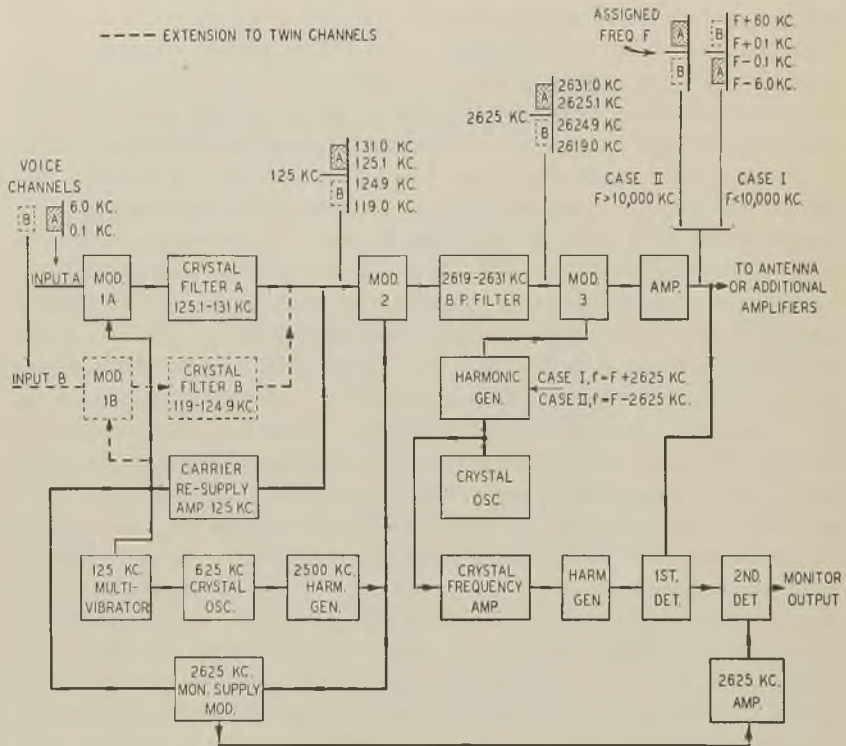 ---- EXTENSION TO TWIN CHANNELS
ASSIGNED
FREQ. F
A
B
B
A
F+6.0 KC.
F+0.1 KC.
F-0.1 KC.
F-6.0 KC.
CASE II
F>10,000 KC.
CASE I
F<10,000 KC.
2625 KC.
A
B
2631.0 KC.
2625.1 KC.
2624.9 KC.
2619.0 KC.
125 KC.
A
B
131.0 KC.
125.1 KC.
124.9 KC.
119.0 KC.
VOICE
CHANNELS
B
A
6.0 KC.
0.1 KC.
INPUT A
MOD.
1A
CRYSTAL
FILTER A
125.1-131 KC.
MOD.
2
2619-2631 KC
B.P. FILTER
MOD.
3
AMP.
TO ANTENNA
OR ADDITIONAL
AMPLIFIERS
INPUT B
MOD.
1B
CRYSTAL
FILTER B
119-124.9 KC.
HARMONIC
GEN.
CASE I, f=F+2625 KC.
CASE II, f=F-2625 KC.
CARRIER
RE-SUPPLY
AMP. 125 KC.
CRYSTAL
OSC.
125 KC.
MULTI-
VIBRATOR
625 KC.
CRYSTAL
OSC.
2500 KC.
HARM.
GEN.
CRYSTAL
FREQUENCY
AMP.
HARM
GEN.
1ST.
DET.
2ND.
DET.
MONITOR
OUTPUT
2625 KC.
MON. SUPPLY
MOD.
2625 KC.
AMP.